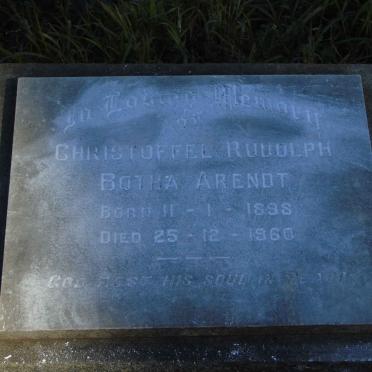 In Loving Memory
of
Christoffel Rudolph
Botha Arendt
Born 11 - 1 - 1898
Died 25 - 12 - 1960
God rest his soul in peace